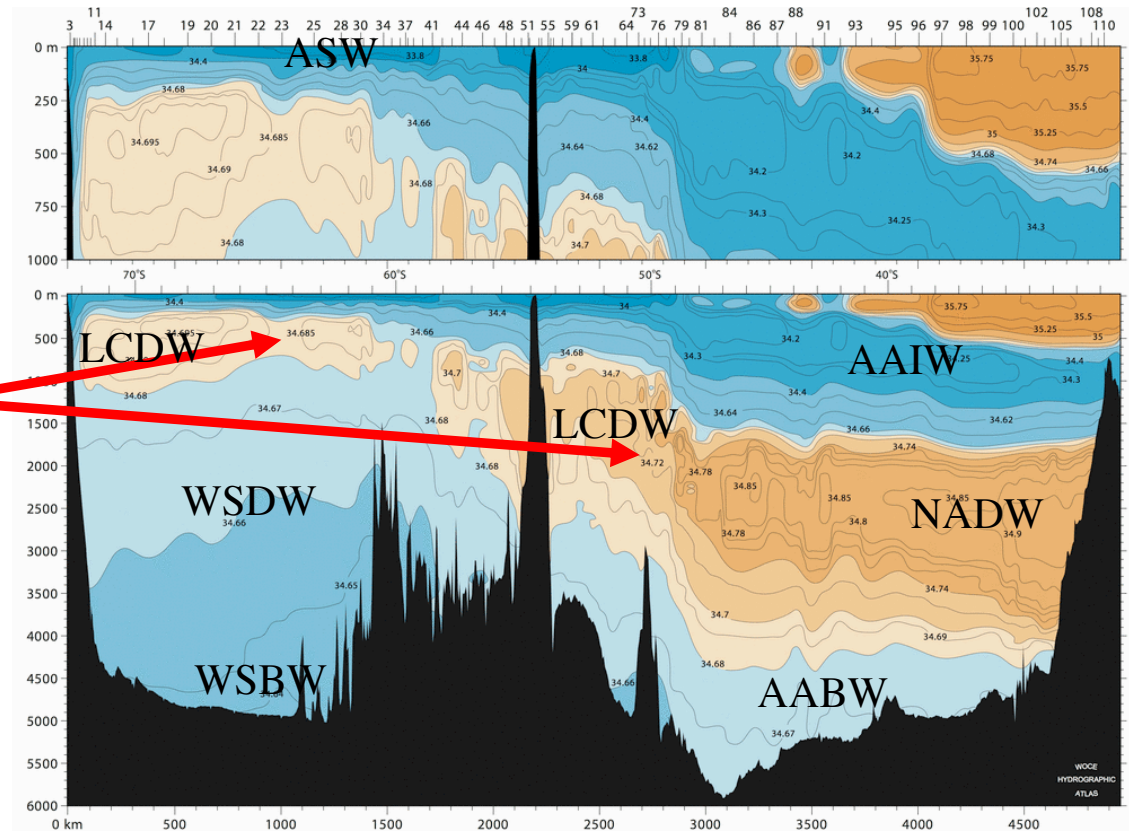 73 84 88 102 108
3 11 14 17 19 20 21 22 23 25 28 30 34 37 41 44 46 48 51 55 59 61 64 76 79 81 86 87 91 93 95 96 97 98 99 100 105 110
0 m ASW 33.8 33.8 35.75 35.75
34.4 34
250 34.68 34.66 34.4 34.4 35.5
34.695 34.685 34.64 34.62 34.2 35 35.25
500 34.69 34.68 34.2 34.68 34.74 34.66
750 34.68 34.3 34.25 34.3
1000 34.68 34.7
70°S 60°S 50°S 40°S
0 m 34.4 34.4 34 35.75 35.5
500 34.695 34.685 34.66 34.2 35.25 35
LCDW 34.68 34.3 AAIW 34.4
34.68 34.7 34.7 34.4 34.3
34.67 34.68 LCDW 34.64 34.62
1500 34.66 34.74
2000 34.68 34.72 34.78
2500 WSDW 34.85 34.85 34.85 NADW
34.66 34.78 34.8 34.9
3000
3500 34.65 34.74
4000 34.7 34.69
4500 WSBW 34.66 34.68 AABW
5000 34.67
5500 WOCE
HYDROGRAPHIC
6000 ATLAS
0 km 500 1000 1500 2000 2500 3000 3500 4000 4500